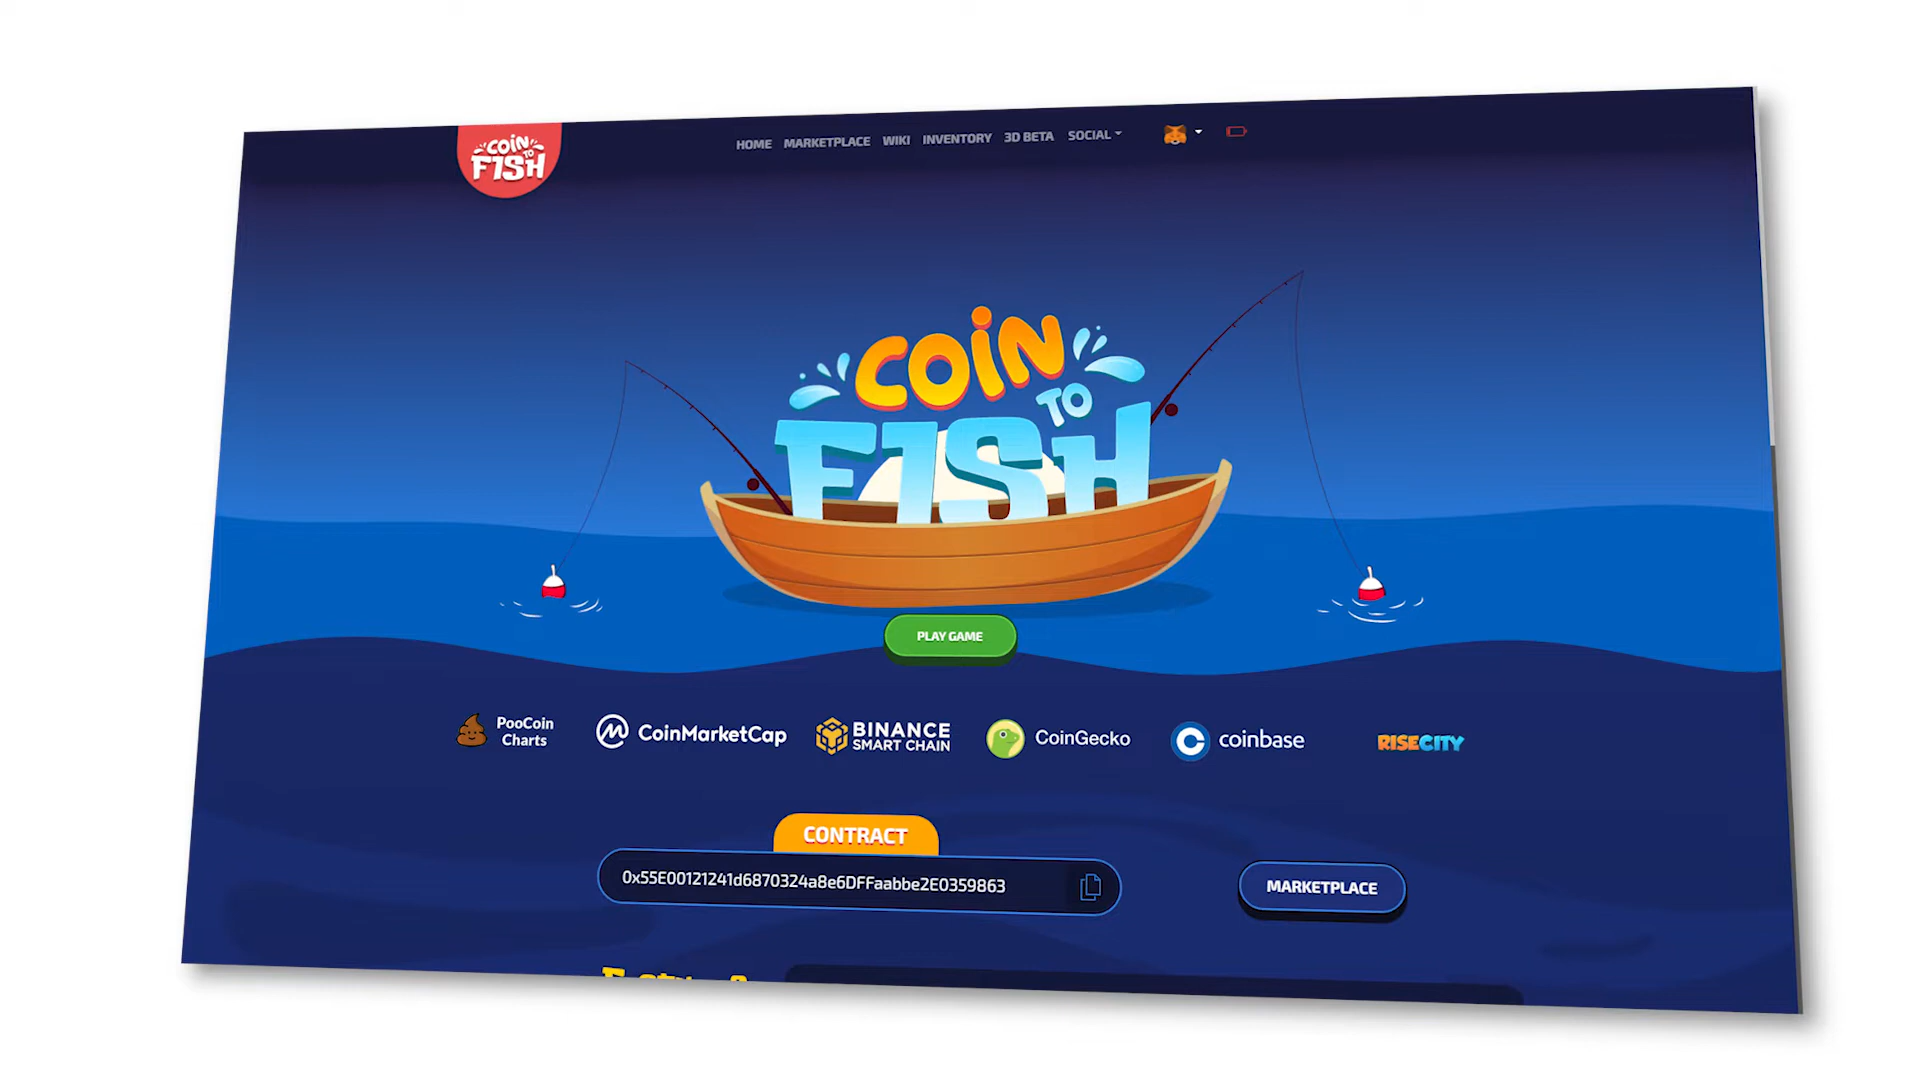 COIN TO FISH
HOME MARKETPLACE WIKI INVENTORY 3D BETA SOCIAL
COIN
TO
FISH
PLAY GAME
PooCoin
Charts
CoinMarketCap
BINANCE
SMART CHAIN
CoinGecko
coinbase
RISECITY
CONTRACT
0x55E00121241d6870324a8e6DFFaabbe2E0359863
MARKETPLACE